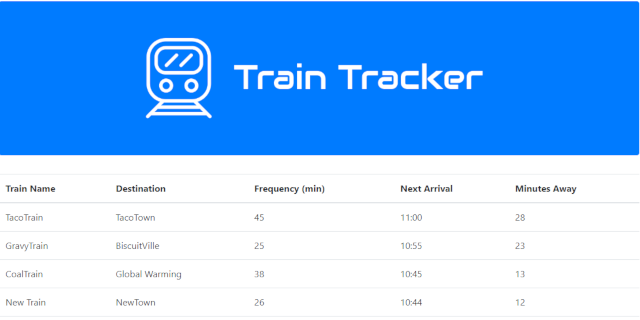 Train Tracker
Train Name Destination Frequency (min) Next Arrival Minutes Away
TacoTrain TacoTown 45 11:00 28
GravyTrain BiscuitVille 25 10:55 23
CoalTrain Global Warming 38 10:45 13
New Train NewTown 26 10:44 12